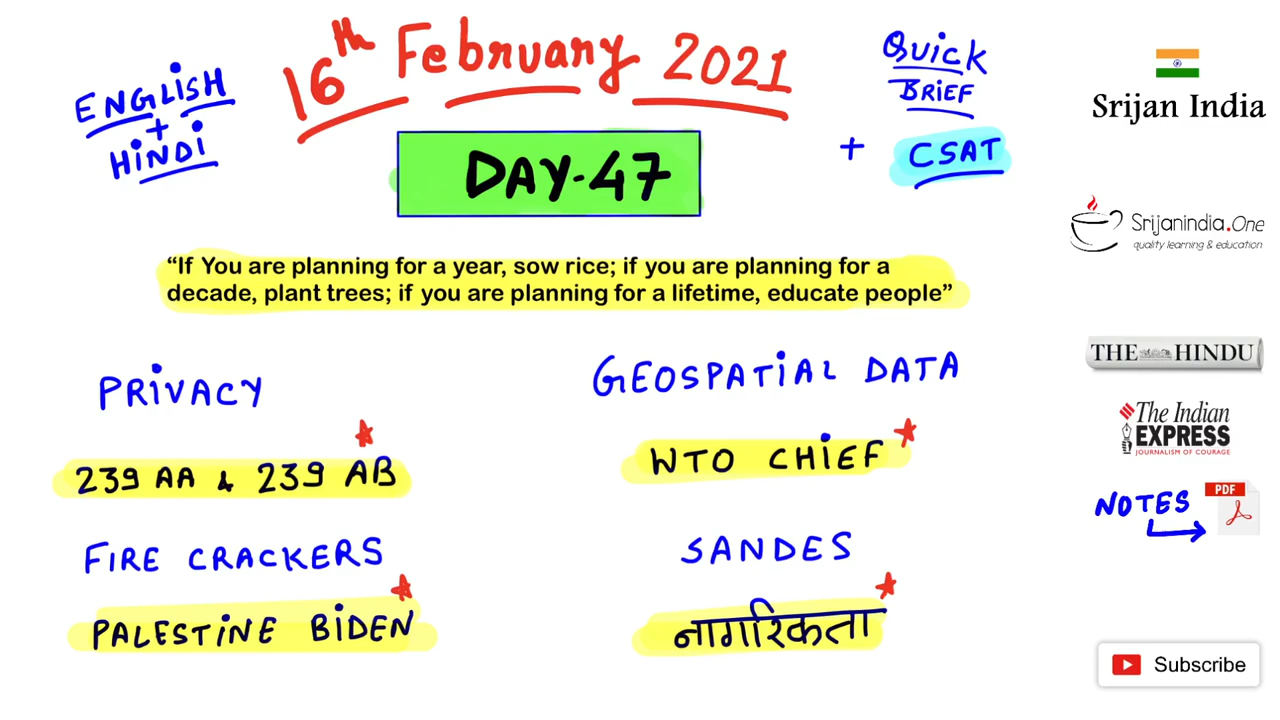 16th February 2021
ENGLISH
+
HINDI
QUICK
BRIEF
+ CSAT
DAY-47
Srijan India
Srijanindia.One
quality learning & education
“If You are planning for a year, sow rice; if you are planning for a
decade, plant trees; if you are planning for a lifetime, educate people”
PRIVACY
GEOSPATIAL DATA
239 AA & 239 AB
WTO CHIEF
FIRE CRACKERS
SANDES
PALESTINE BIDEN
नागरिकता
THE HINDU
The Indian
EXPRESS
JOURNALISM OF COURAGE
NOTES
PDF
Subscribe